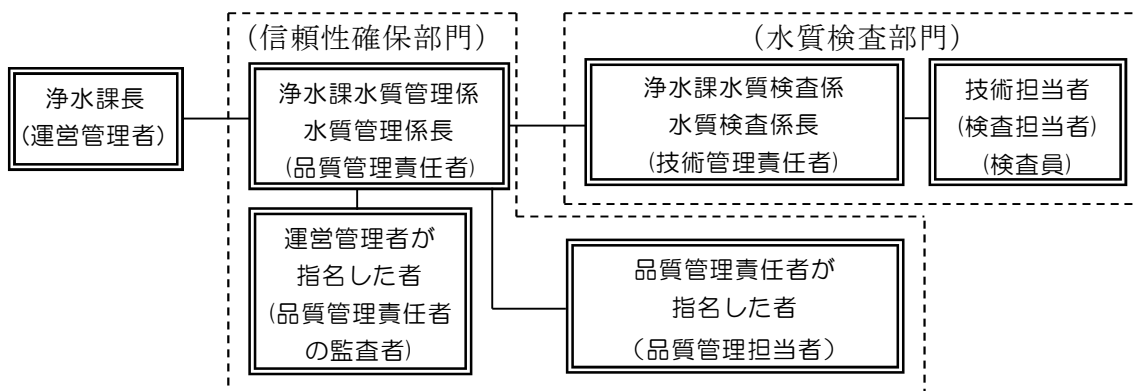 (信頼性確保部門)
(水質検査部門)
浄水課長
(運営管理者)
浄水課水質管理係
水質管理係長
(品質管理責任者)
浄水課水質検査係
水質検査係長
(技術管理責任者)
技術担当者
(検査担当者)
(検査員)
運営管理者が
指名した者
(品質管理責任者
の監査者)
品質管理責任者が
指名した者
（品質管理担当者）